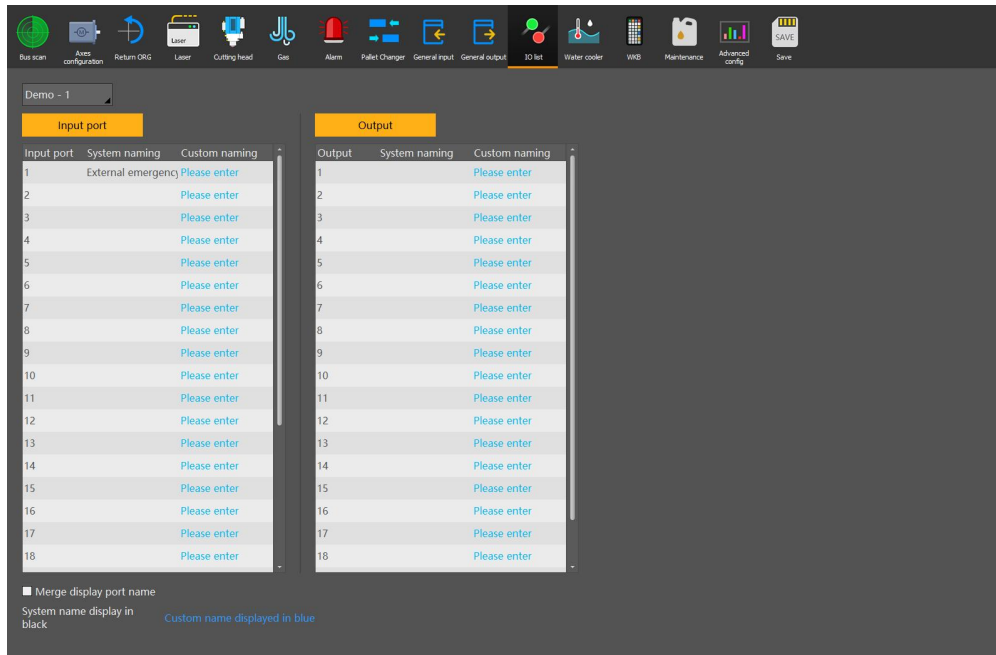 Laser
SAVE
Bus scan Axes configuration Return ORG Laser Cutting head Gas Alarm Pallet Changer General input General output IO list Water cooler WKB Maintenance Advanced config Save
Demo - 1
Input port Output
Input port System naming Custom naming Output System naming Custom naming
1 External emergency Please enter 1 Please enter
2 Please enter 2 Please enter
3 Please enter 3 Please enter
4 Please enter 4 Please enter
5 Please enter 5 Please enter
6 Please enter 6 Please enter
7 Please enter 7 Please enter
8 Please enter 8 Please enter
9 Please enter 9 Please enter
10 Please enter 10 Please enter
11 Please enter 11 Please enter
12 Please enter 12 Please enter
13 Please enter 13 Please enter
14 Please enter 14 Please enter
15 Please enter 15 Please enter
16 Please enter 16 Please enter
17 Please enter 17 Please enter
18 Please enter 18 Please enter
Merge display port name
System name display in
black
Custom name displayed in blue